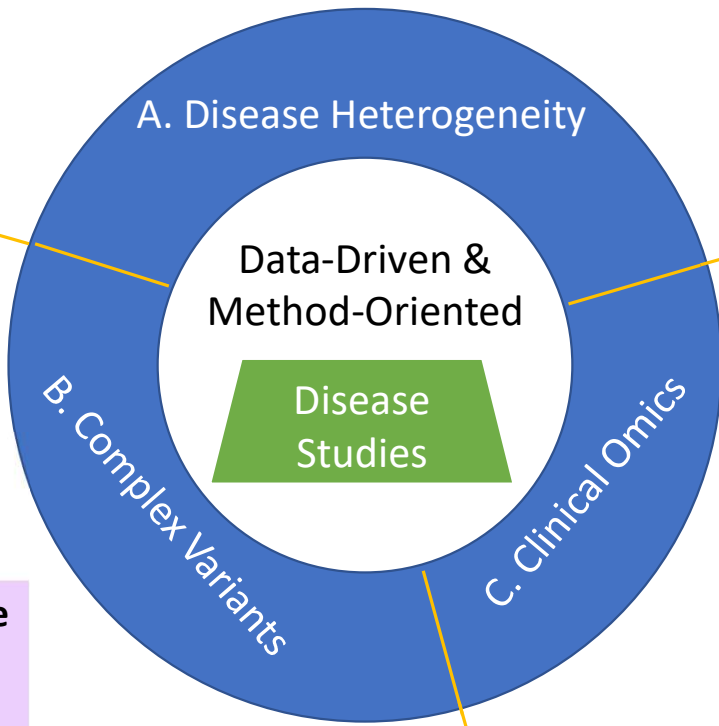 A. Disease Heterogeneity
Data-Driven &
Method-Oriented
Disease
Studies
B. Complex Variants
C. Clinical Omics
e